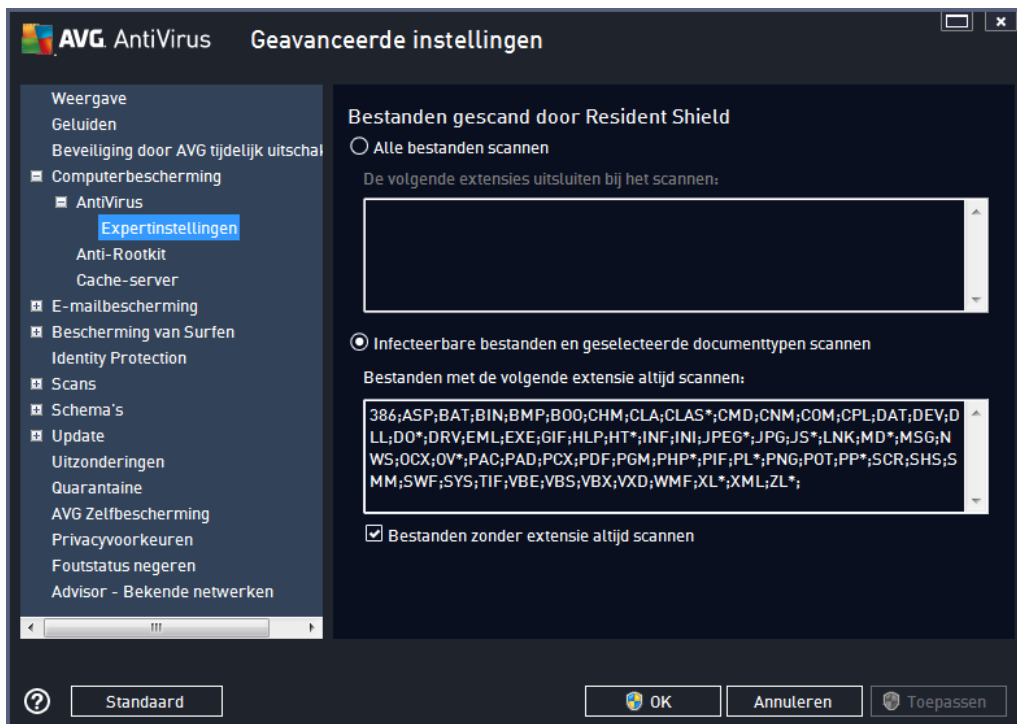 AVG. AntiVirus
Geavanceerde instellingen
Weergave
Geluiden
Beveiliging door AVG tijdelijk uitschak
Computerbescherming
AntiVirus
Expertinstellingen
Anti-Rootkit
Cache-server
E-mailbescherming
Bescherming van Surfen
Identity Protection
Scans
Schema's
Update
Uitzonderingen
Quarantaine
AVG Zelfbescherming
Privacyvoorkeuren
Foutstatus negeren
Advisor - Bekende netwerken
Bestanden gescand door Resident Shield
Alle bestanden scannen
De volgende extensies uitsluiten bij het scannen:
Infecteerbare bestanden en geselecteerde documenttypen scannen
Bestanden met de volgende extensie altijd scannen:
386;ASP;BAT;BIN;BMP;BOO;CHM;CLA;CLAS*;CMD;CNM;COM;CPL;DAT;DEV;D
LL;DO*;DRV;EML;EXE;GIF;HLP;HT*;INF;INI;JPEG*;JPG;JS*;LNK;MD*;MSG;N
WS;OCX;OV*;PAC;PAD;PCX;PDF;PGM;PHP*;PIF;PL*;PNG;POT;PP*;SCR;SHS;S
MM;SWF;SYS;TIF;VBE;VBS;VBX;VXD;WMF;XL*;XML;ZL*;
Bestanden zonder extensie altijd scannen
Standaard
OK
Annuleren
Toepassen